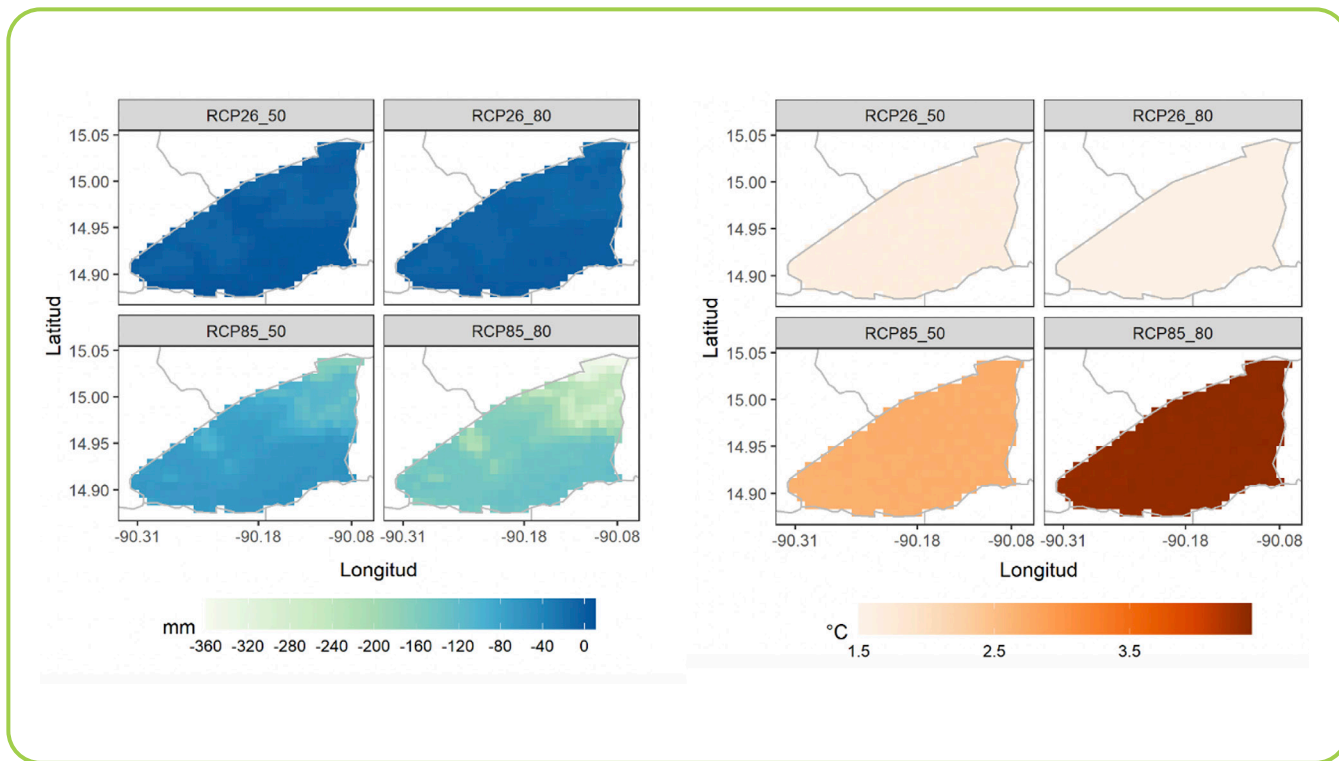 RCP26_50
RCP26_80
15.05
15.00
14.95
14.90
RCP85_50
RCP85_80
15.05
15.00
14.95
14.90
Latitud
-90.31
-90.18
-90.08
-90.31
-90.18
-90.08
Longitud
mm
-360
-320
-280
-240
-200
-160
-120
-80
-40
0
RCP26_50
RCP26_80
15.05
15.00
14.95
14.90
RCP85_50
RCP85_80
15.05
15.00
14.95
14.90
Latitud
-90.31
-90.18
-90.08
-90.31
-90.18
-90.08
Longitud
°C
1.5
2.5
3.5